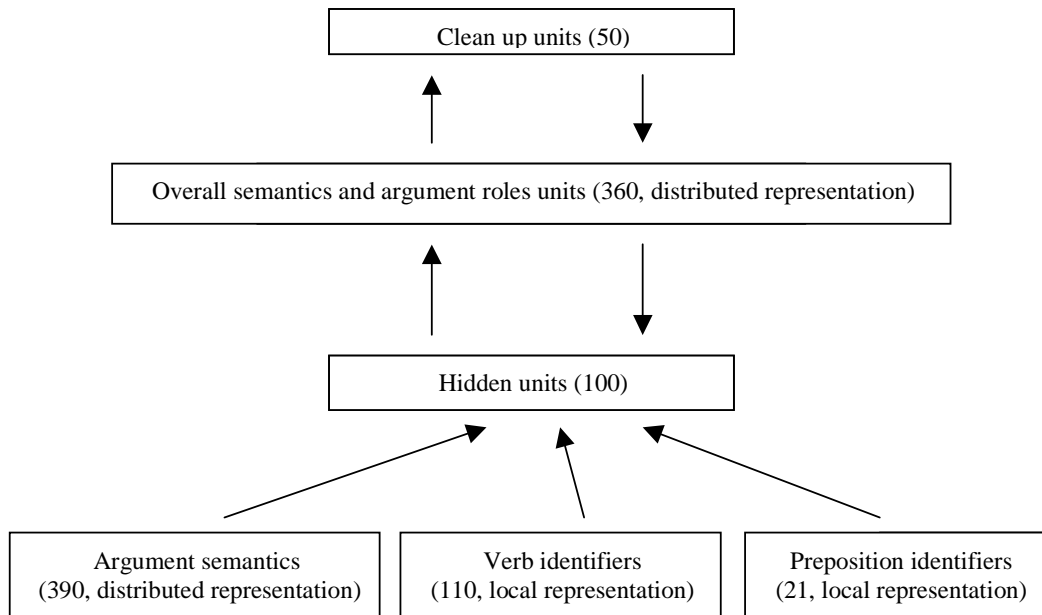 Clean up units (50)
Overall semantics and argument roles units (360, distributed representation)
Hidden units (100)
Argument semantics
(390, distributed representation)
Verb identifiers
(110, local representation)
Preposition identifiers
(21, local representation)